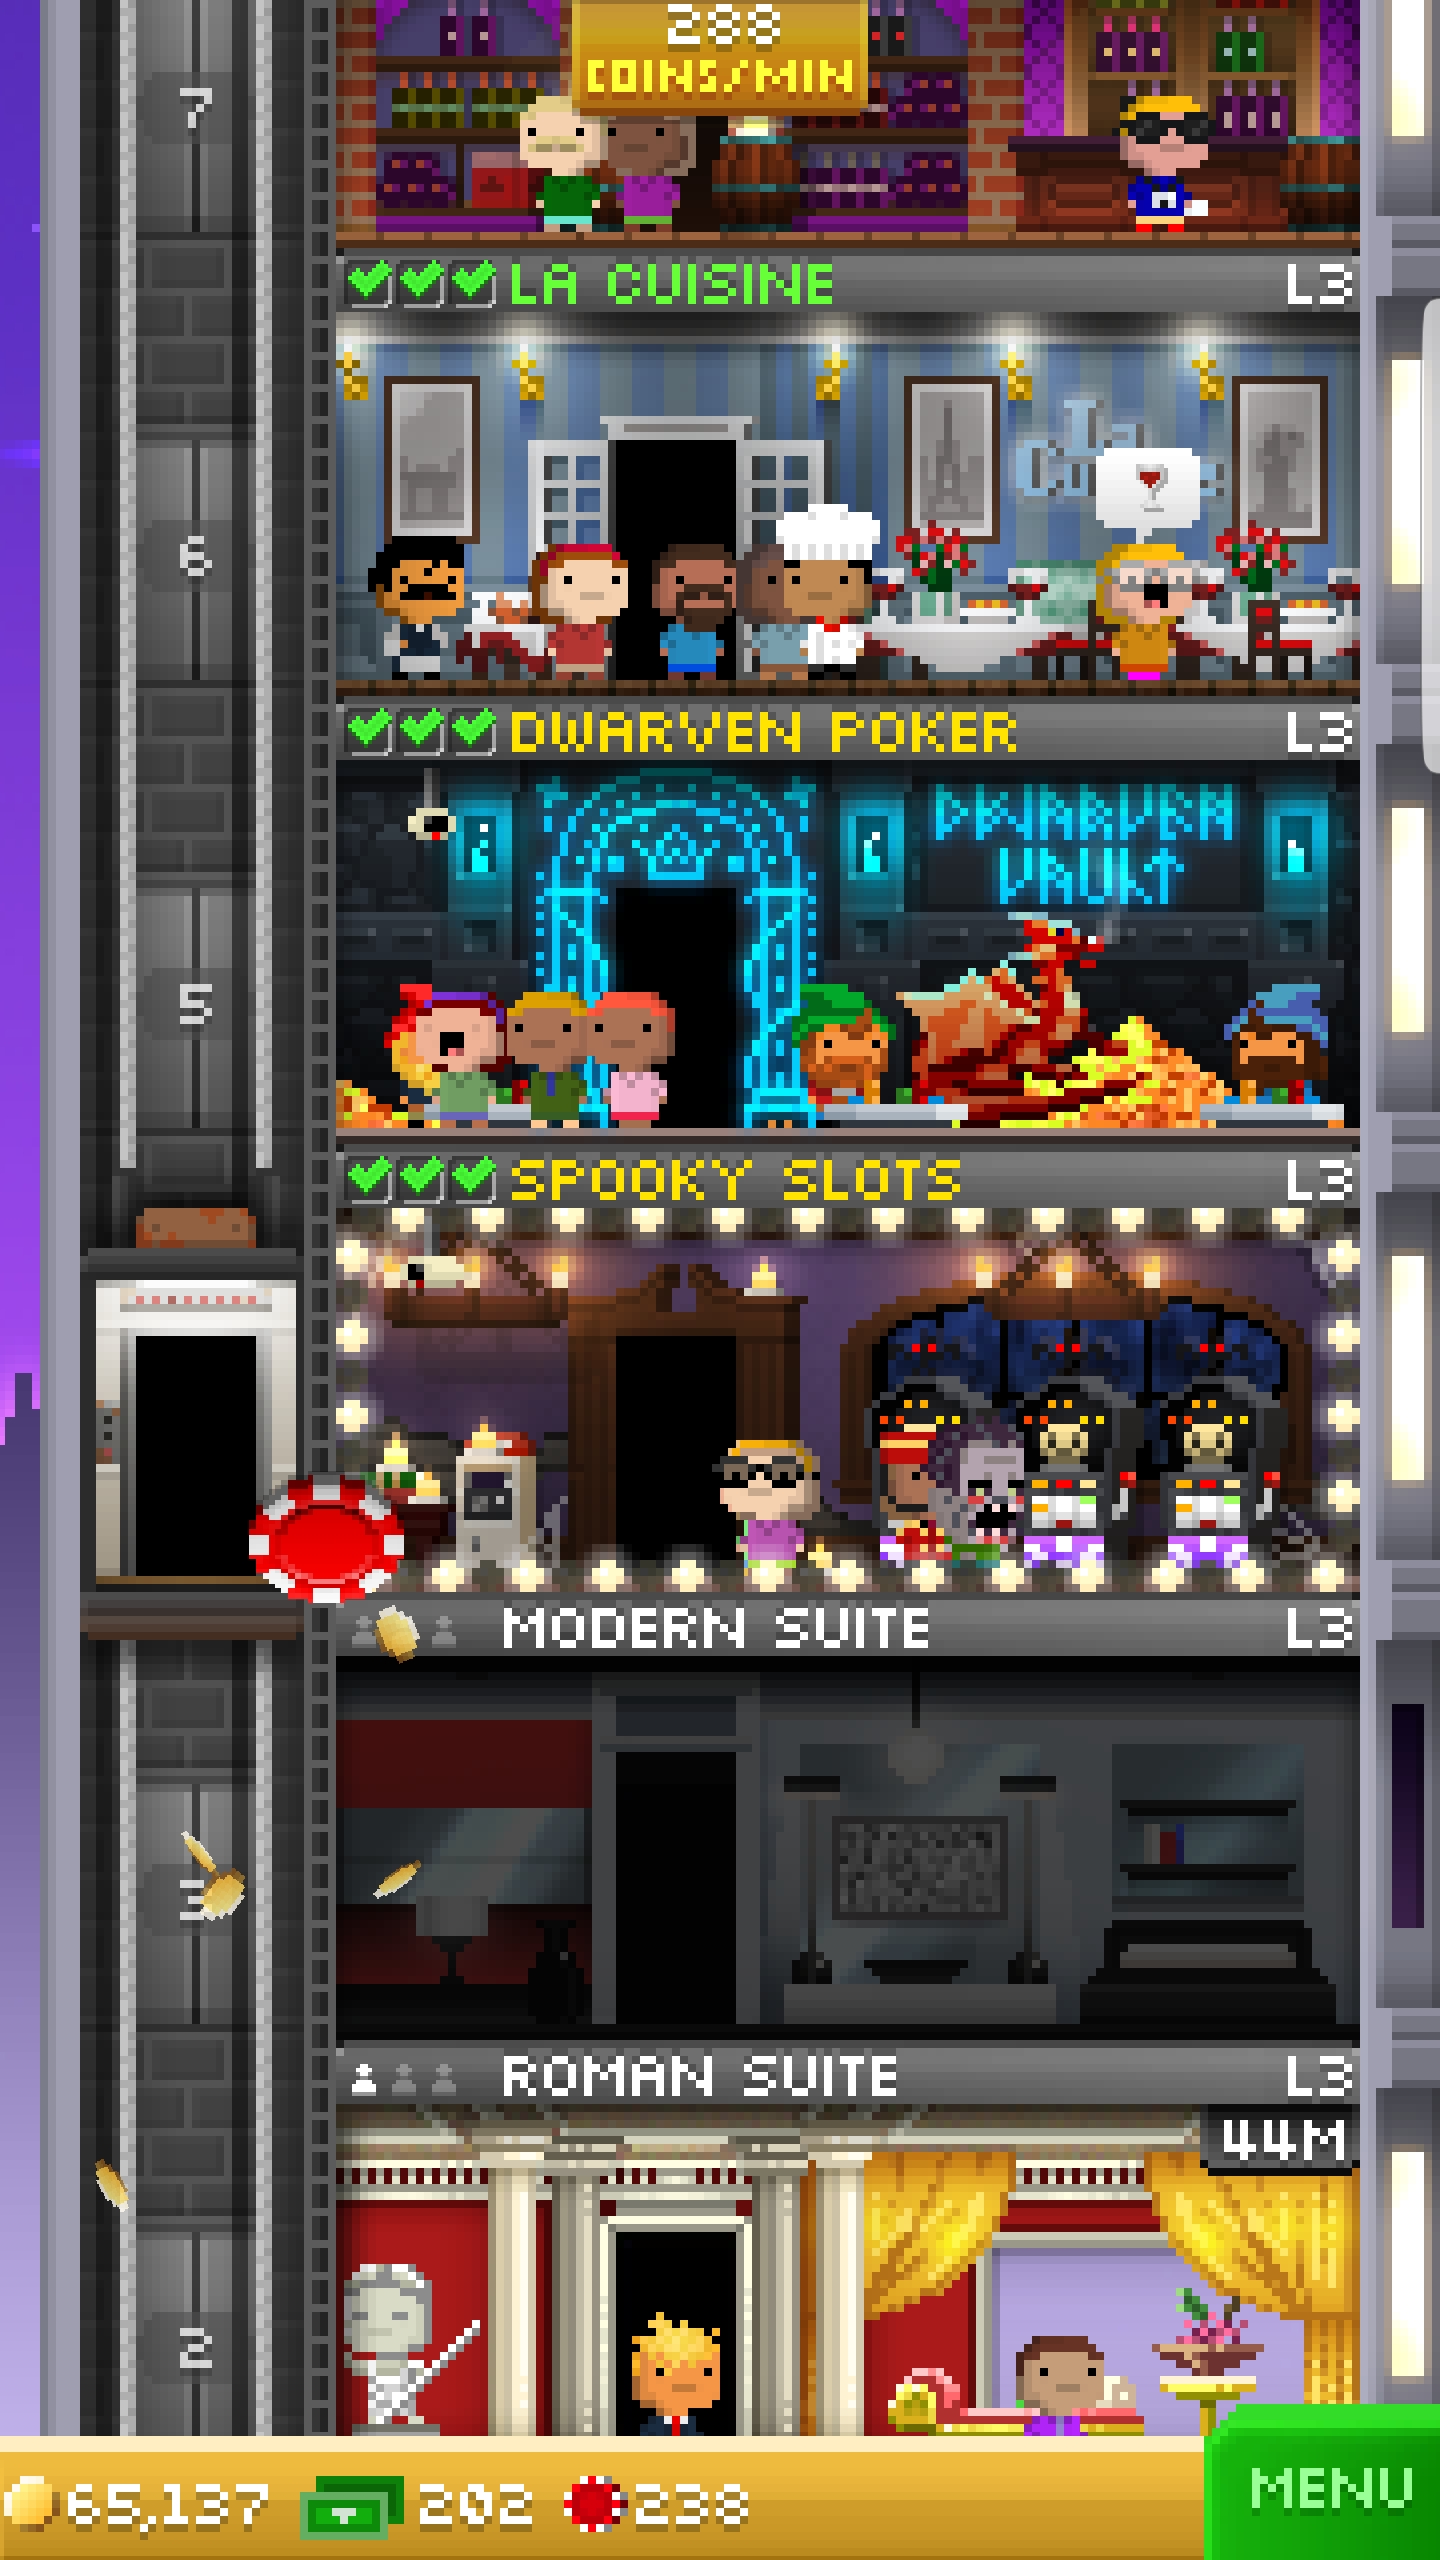 288
COINS/MIN
7
LA CUISINE L3
La
6
DWARVEN POKER L3
DWARVEN
VAULT
5
SPOOKY SLOTS L3
MODERN SUITE L3
3
ROMAN SUITE L3
44M
2
65,137 202 238
MENU